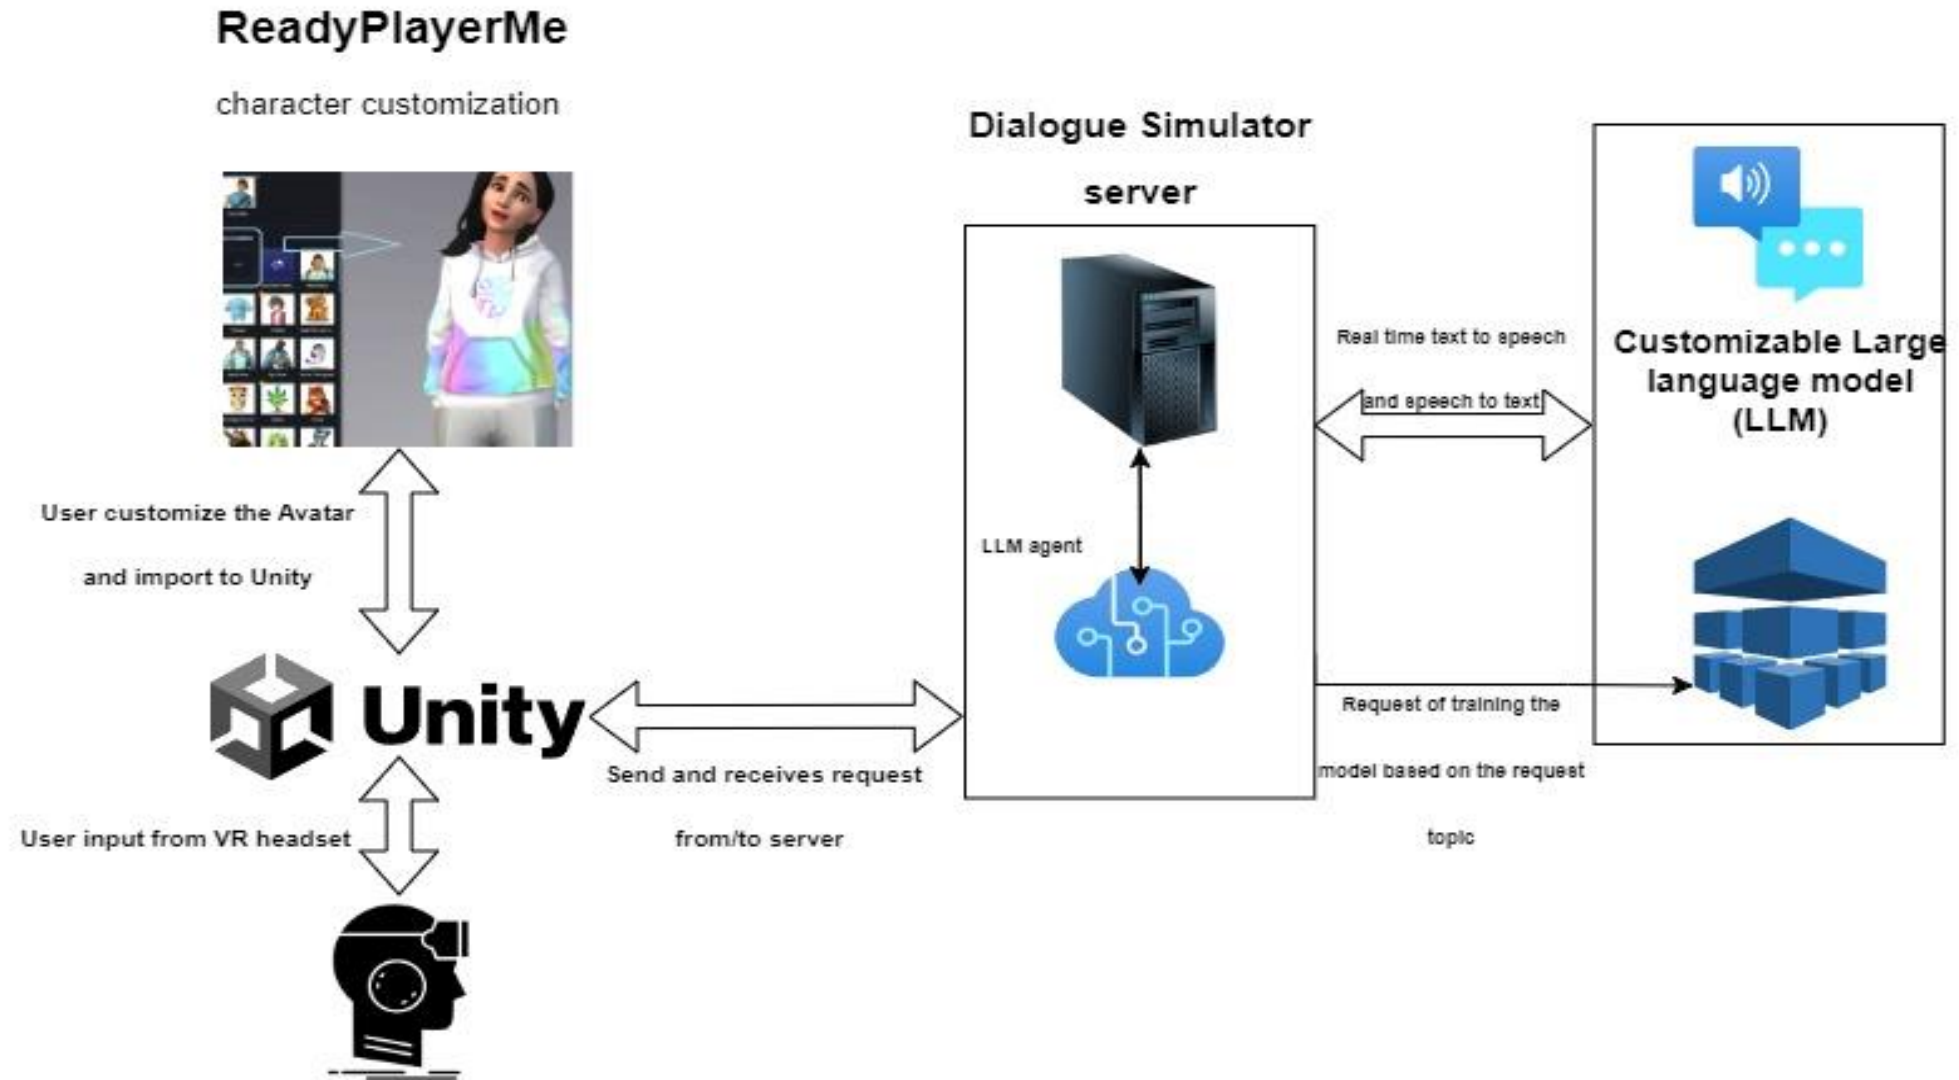 ReadyPlayerMe
character customization
User customize the Avatar
and import to Unity
Unity
User input from VR headset
Send and receives request
from/to server
Dialogue Simulator
server
LLM agent
Real time text to speech
and speech to text
Request of training the
model based on the request
topic
Customizable Large
language model
(LLM)